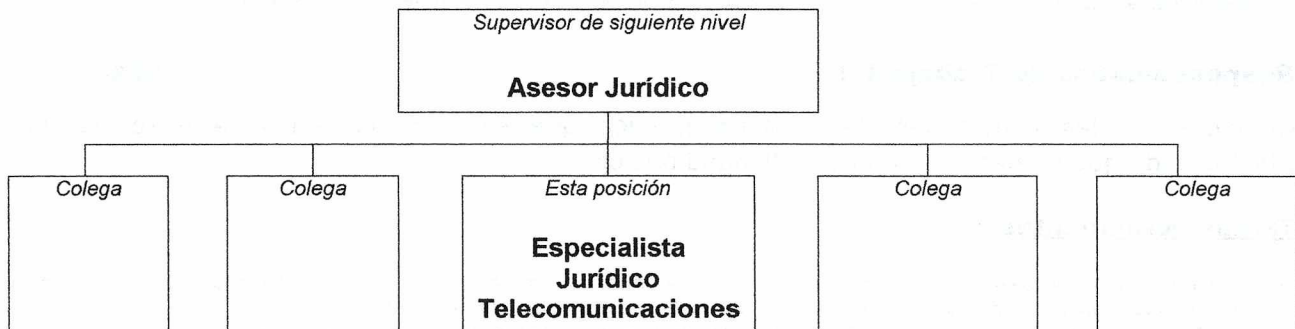 Supervisor de siguiente nivel
Asesor Jurídico
Colega
Colega
Esta posición
Especialista
Jurídico
Telecomunicaciones
Colega
Colega